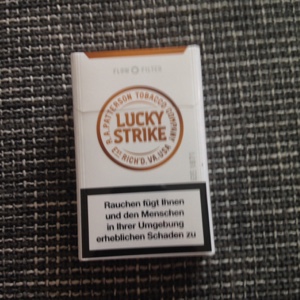 FLOW FILTER
R.A. PATTERSON TOBACCO COMPANY
LUCKY
STRIKE
RICH'D, VA. USA
Rauchen fügt Ihnen
und den Menschen
in Ihrer Umgebung
erheblichen Schaden zu